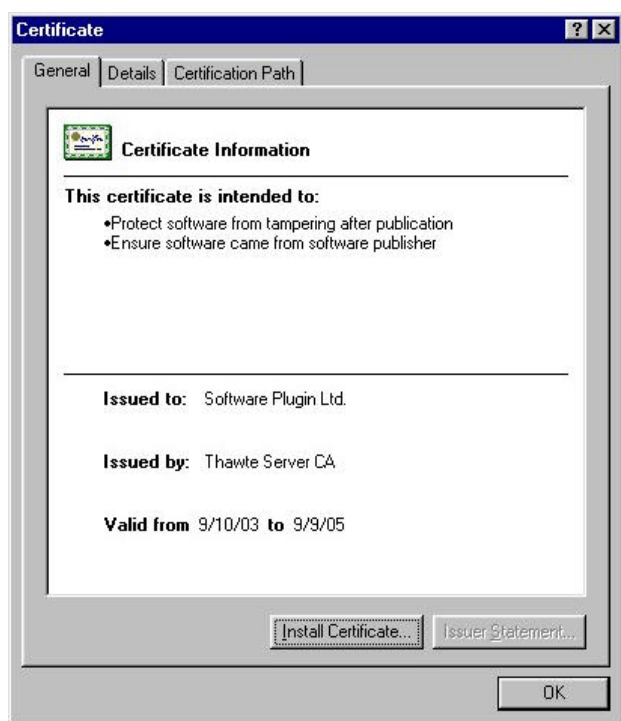 Certificate
General Details Certification Path
Certificate Information
This certificate is intended to:
•Protect software from tampering after publication
•Ensure software came from software publisher
Issued to: Software Plugin Ltd.
Issued by: Thawte Server CA
Valid from 9/10/03 to 9/9/05
Install Certificate... Issuer Statement...
OK